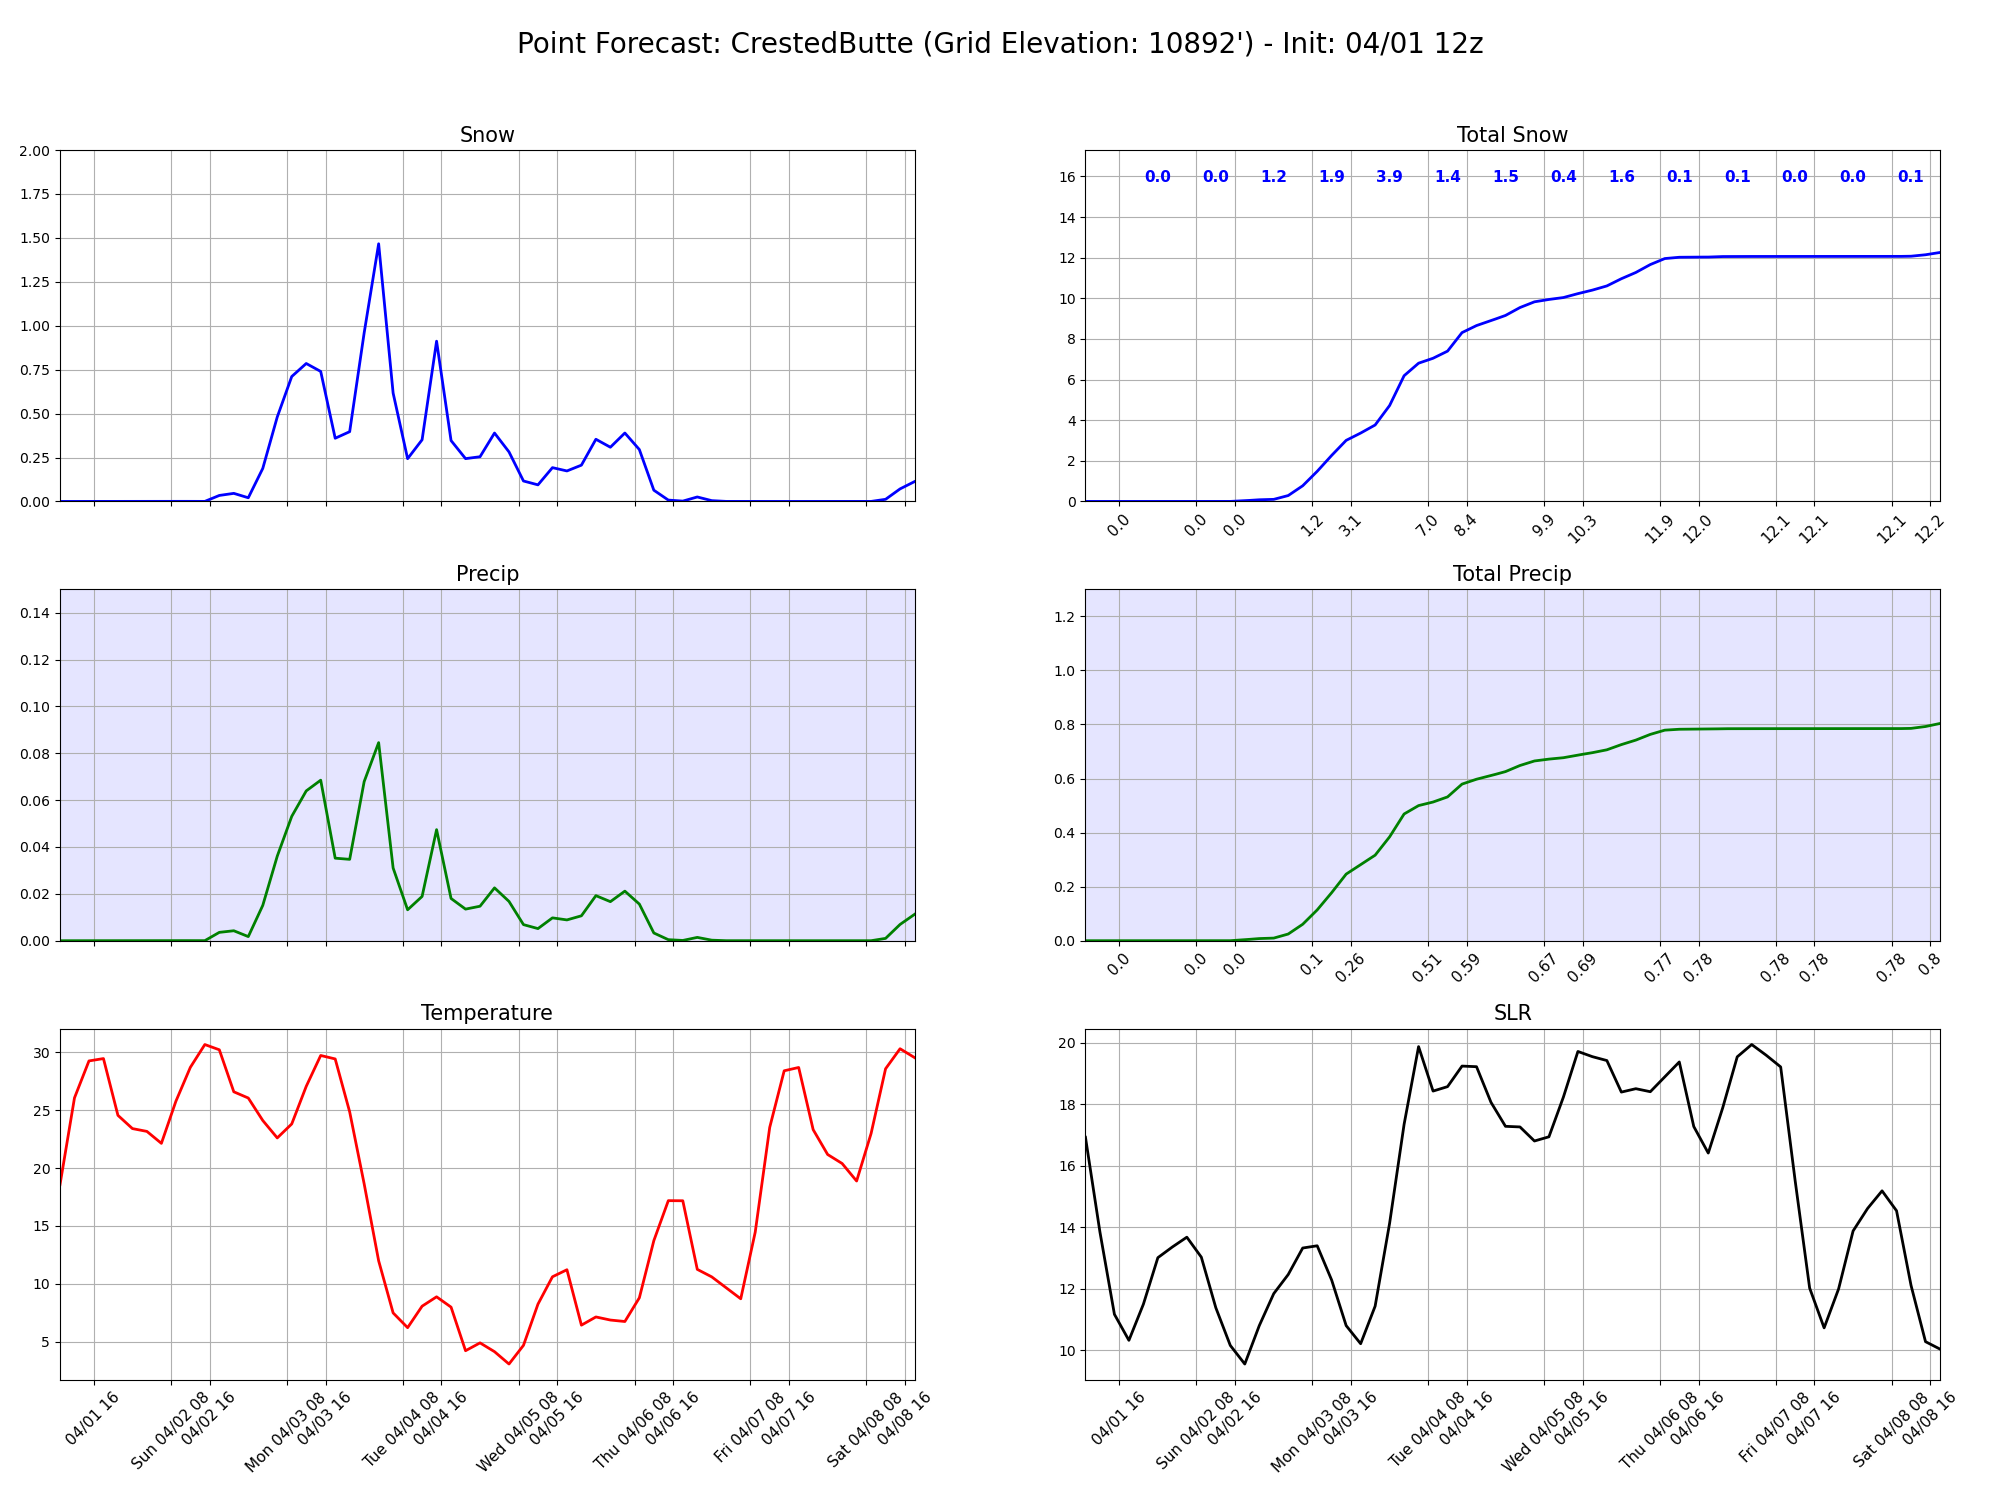 Point Forecast: CrestedButte (Grid Elevation: 10892') - Init: 04/01 12z
Snow
2.00
1.75
1.50
1.25
1.00
0.75
0.50
0.25
0.00
Total Snow
16
14
12
10
8
6
4
2
0
0.0 0.0 1.2 1.9 3.9 1.4 1.5 0.4 1.6 0.1 0.1 0.0 0.0 0.1
0.0 0.0 0.0 1.2 3.1 7.0 8.4 9.9 10.3 11.9 12.0 12.1 12.1 12.1 12.2
Precip
0.14
0.12
0.10
0.08
0.06
0.04
0.02
0.00
Total Precip
1.2
1.0
0.8
0.6
0.4
0.2
0.0
0.0 0.0 0.0 0.1 0.26 0.51 0.59 0.67 0.69 0.77 0.78 0.78 0.78 0.78 0.8
Temperature
30
25
20
15
10
5
04/01 16
Sun 04/02 08
04/02 16
Mon 04/03 08
04/03 16
Tue 04/04 08
04/04 16
Wed 04/05 08
04/05 16
Thu 04/06 08
04/06 16
Fri 04/07 08
04/07 16
Sat 04/08 08
04/08 16
SLR
20
18
16
14
12
10
04/01 16
Sun 04/02 08
04/02 16
Mon 04/03 08
04/03 16
Tue 04/04 08
04/04 16
Wed 04/05 08
04/05 16
Thu 04/06 08
04/06 16
Fri 04/07 08
04/07 16
Sat 04/08 08
04/08 16